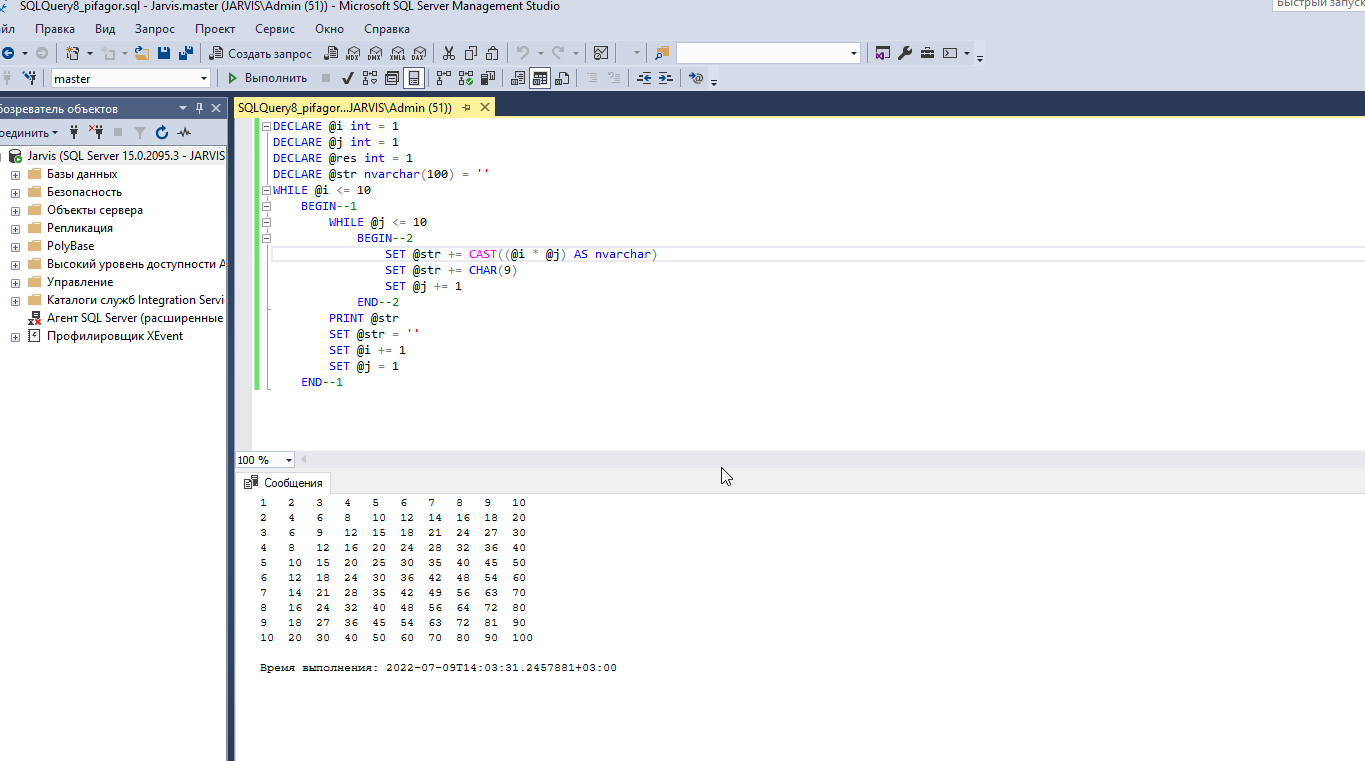 SQLQuery8_pifagor.sql - Jarvis.master (JARVIS\Admin (51)) - Microsoft SQL Server Management Studio
Быстрый запуск
йл Правка Вид Запрос Проект Сервис Окно Справка
Создать запрос MDX DMX XMLA DAX
master Выполнить
бозреватель объектов
SQLQuery8_pifagor...JARVIS\Admin (51))
оединить
Jarvis (SQL Server 15.0.2095.3 - JARVIS
Базы данных
Безопасность
Объекты сервера
Репликация
PolyBase
Высокий уровень доступности A
Управление
Каталоги служб Integration Servi
Агент SQL Server (расширенные
Профилировщик XEvent
DECLARE @i int = 1
DECLARE @j int = 1
DECLARE @res int = 1
DECLARE @str nvarchar(100) = ''
WHILE @i <= 10
BEGIN--1
WHILE @j <= 10
BEGIN--2
SET @str += CAST((@i * @j) AS nvarchar)
SET @str += CHAR(9)
SET @j += 1
END--2
PRINT @str
SET @str = ''
SET @i += 1
SET @j = 1
END--1
100 %
Сообщения
1 2 3 4 5 6 7 8 9 10
2 4 6 8 10 12 14 16 18 20
3 6 9 12 15 18 21 24 27 30
4 8 12 16 20 24 28 32 36 40
5 10 15 20 25 30 35 40 45 50
6 12 18 24 30 36 42 48 54 60
7 14 21 28 35 42 49 56 63 70
8 16 24 32 40 48 56 64 72 80
9 18 27 36 45 54 63 72 81 90
10 20 30 40 50 60 70 80 90 100
Время выполнения: 2022-07-09T14:03:31.2457881+03:00